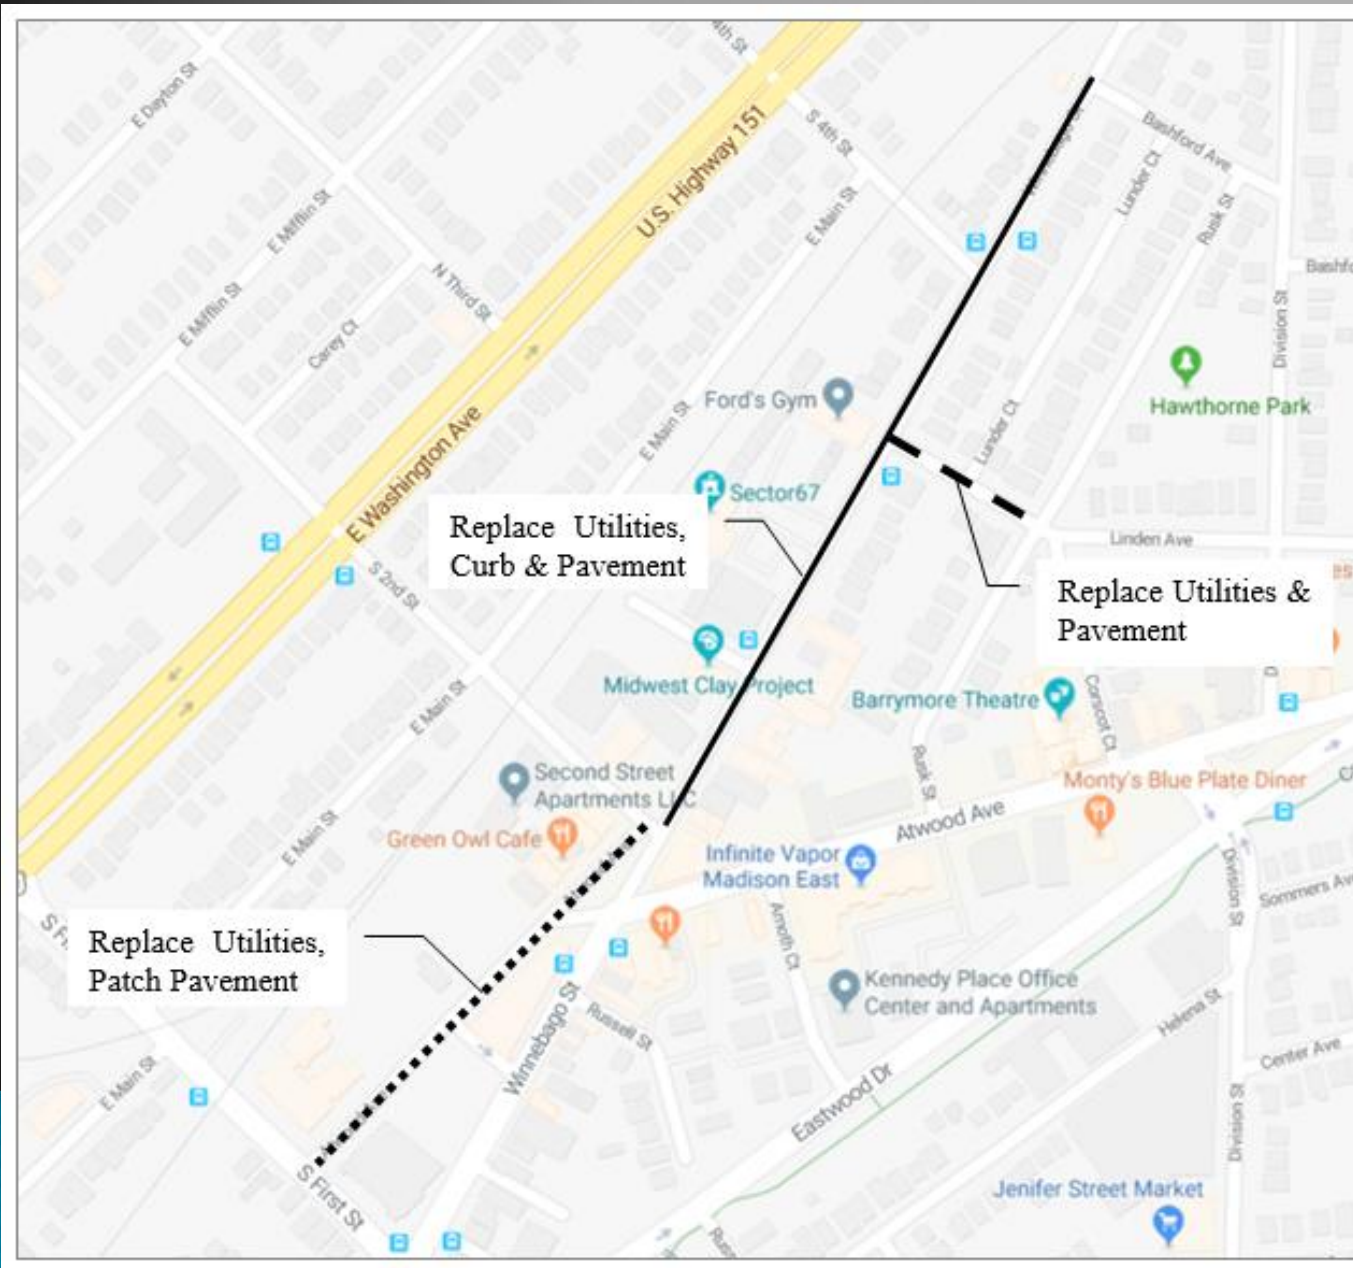 4th St
E Dayton St
U.S. Highway 151
S 4th St
Bashford Ave
Lunder Ct
Rusk St
E Main St
E Mifflin St
N Third St
E Mifflin St
Carey Ct
Division St
Ford's Gym
Hawthorne Park
E Main St
Lunder Ct
E Washington Ave
Sector67
Replace Utilities,
Curb & Pavement
Linden Ave
S 2nd St
Replace Utilities &
Pavement
Midwest Clay Project
Barrymore Theatre
Corscot Ct
E Main St
Rusk St
Second Street
Apartments LLC
Monty's Blue Plate Diner
Green Owl Cafe
Atwood Ave
E Main St
Infinite Vapor
Madison East
Division St
Sommers Av
Replace Utilities,
Patch Pavement
Amoth Ct
Kennedy Place Office
Center and Apartments
Russell St
Winnebago St
Helena St
Center Ave
E Main St
Eastwood Dr
Division St
S First St
Jenifer Street Market